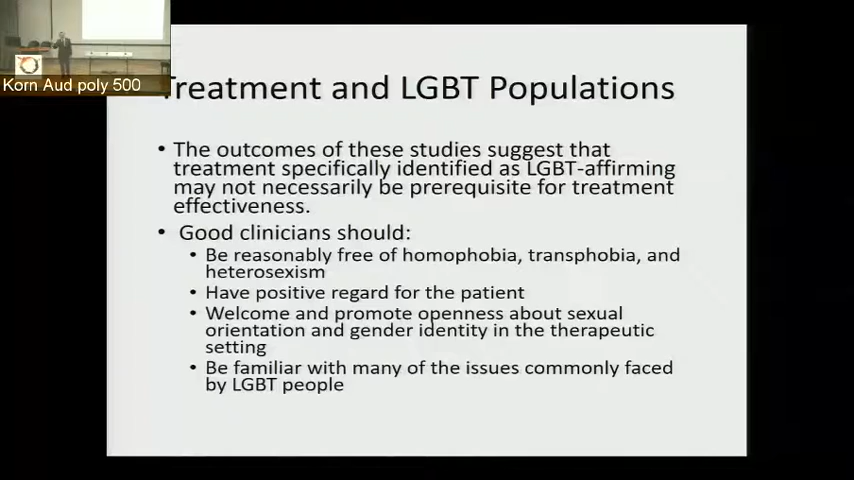 Korn Aud poly 500
Treatment and LGBT Populations
• The outcomes of these studies suggest that
treatment specifically identified as LGBT-affirming
may not necessarily be prerequisite for treatment
effectiveness.
• Good clinicians should:
• Be reasonably free of homophobia, transphobia, and
heterosexism
• Have positive regard for the patient
• Welcome and promote openness about sexual
orientation and gender identity in the therapeutic
setting
• Be familiar with many of the issues commonly faced
by LGBT people